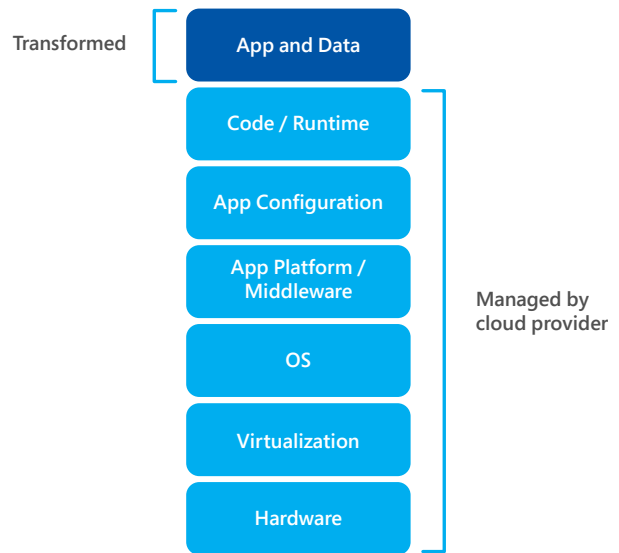 Transformed
App and Data
Code / Runtime
App Configuration
App Platform /
Middleware
Managed by
cloud provider
OS
Virtualization
Hardware